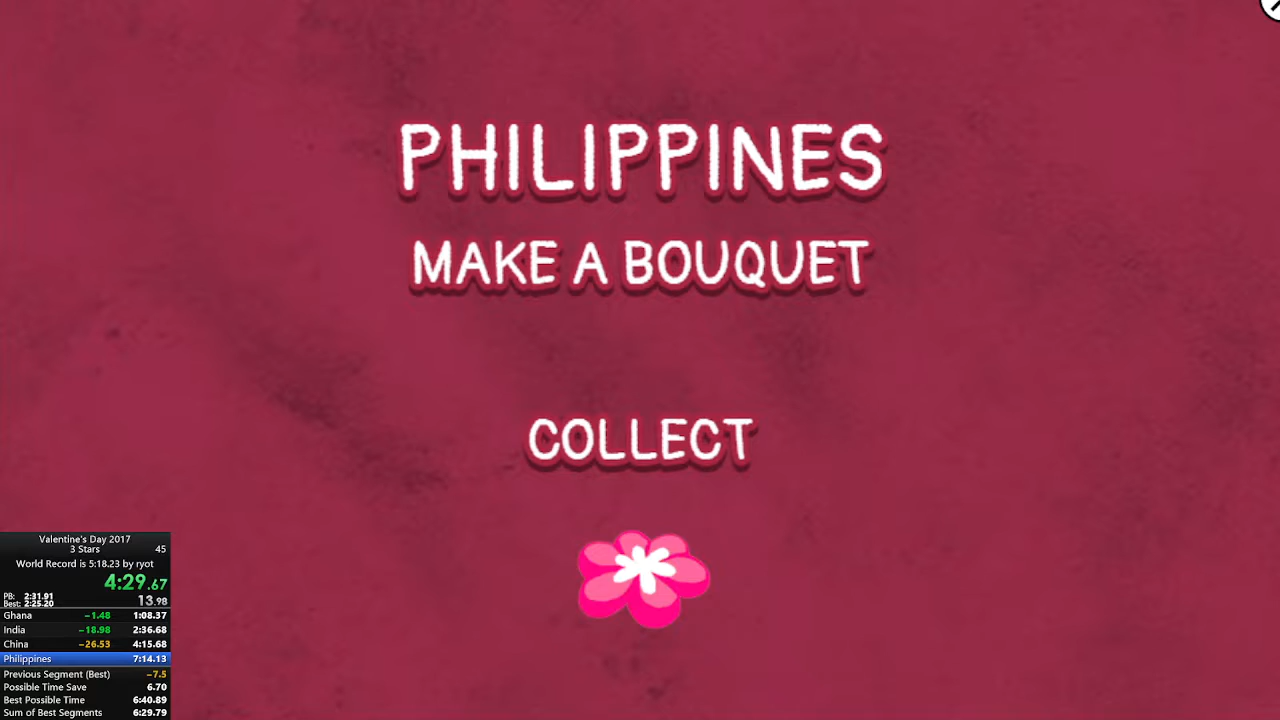 PHILIPPINES
MAKE A BOUQUET
COLLECT
Valentine's Day 2017
3 Stars 45
World Record is 5:18.23 by ryot
4:29.67
PB: 2:31.91
Best: 2:25.20 13.98
Ghana −1.48 1:08.37
India −18.98 2:36.68
China −26.53 4:15.68
Philippines 7:14.13
Previous Segment (Best) −7.5
Possible Time Save 6.70
Best Possible Time 6:40.89
Sum of Best Segments 6:29.79